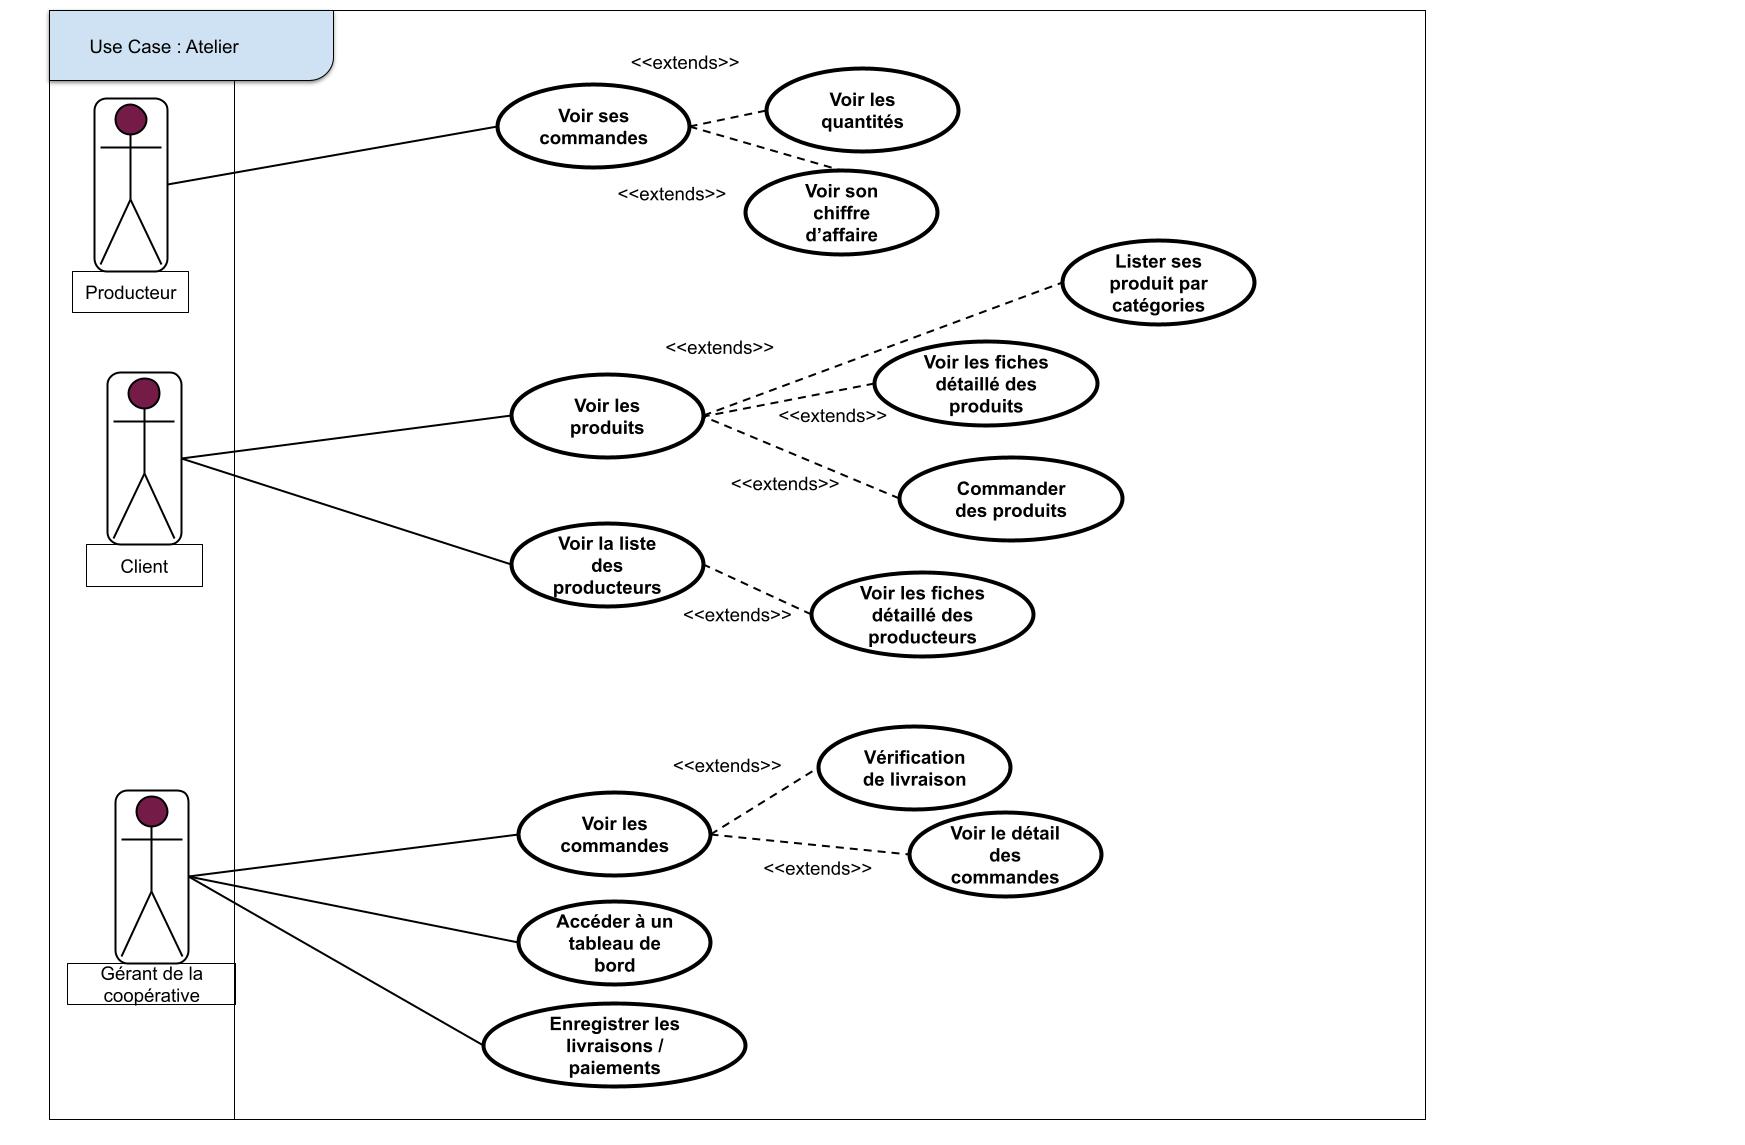 Use Case : Atelier
<<extends>>
Voir ses
commandes
Voir les
quantités
<<extends>>
Voir son
chiffre
d’affaire
Producteur
Lister ses
produit par
catégories
<<extends>>
Voir les
produits
Voir les fiches
détaillé des
produits
<<extends>>
<<extends>>
Commander
des produits
Client
Voir la liste
des
producteurs
<<extends>>
Voir les fiches
détaillé des
producteurs
<<extends>>
Vérification
de livraison
Voir les
commandes
Voir le détail
des
commandes
<<extends>>
Accéder à un
tableau de
bord
Gérant de la
coopérative
Enregistrer les
livraisons /
paiements